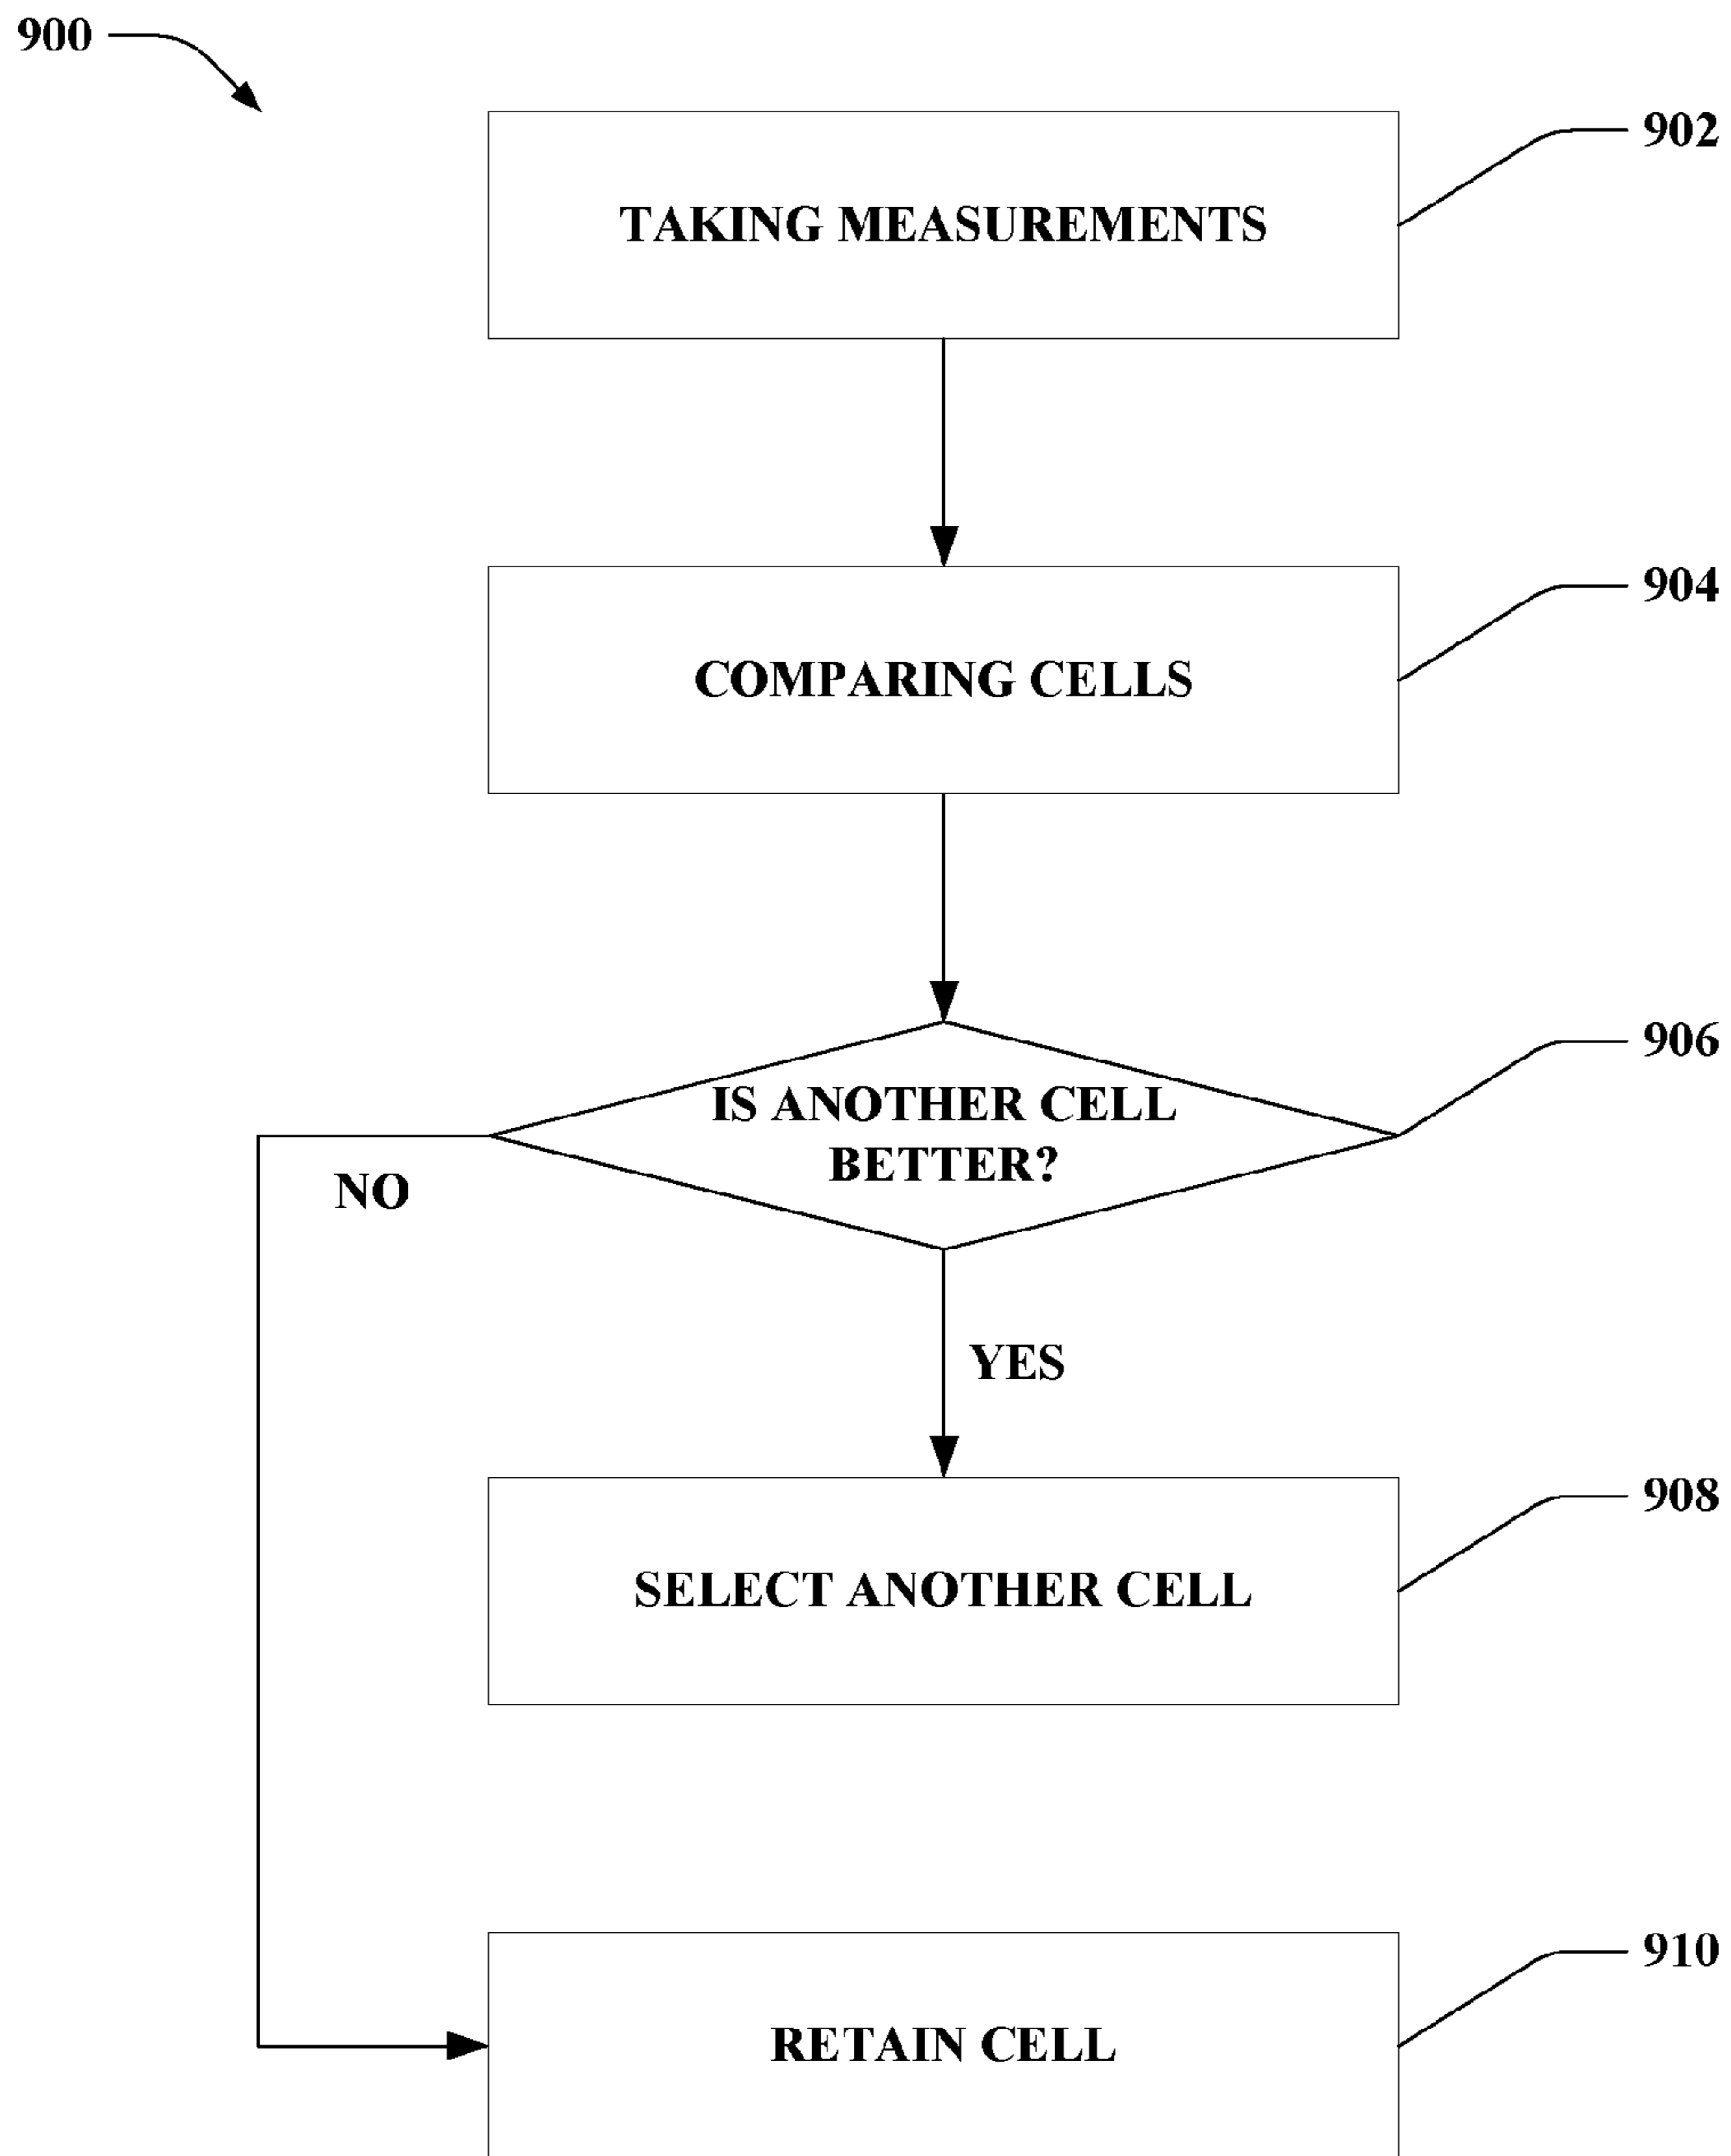 900
902
TAKING MEASUREMENTS
904
COMPARING CELLS
906
IS ANOTHER CELL
BETTER?
NO
YES
908
SELECT ANOTHER CELL
910
RETAIN CELL